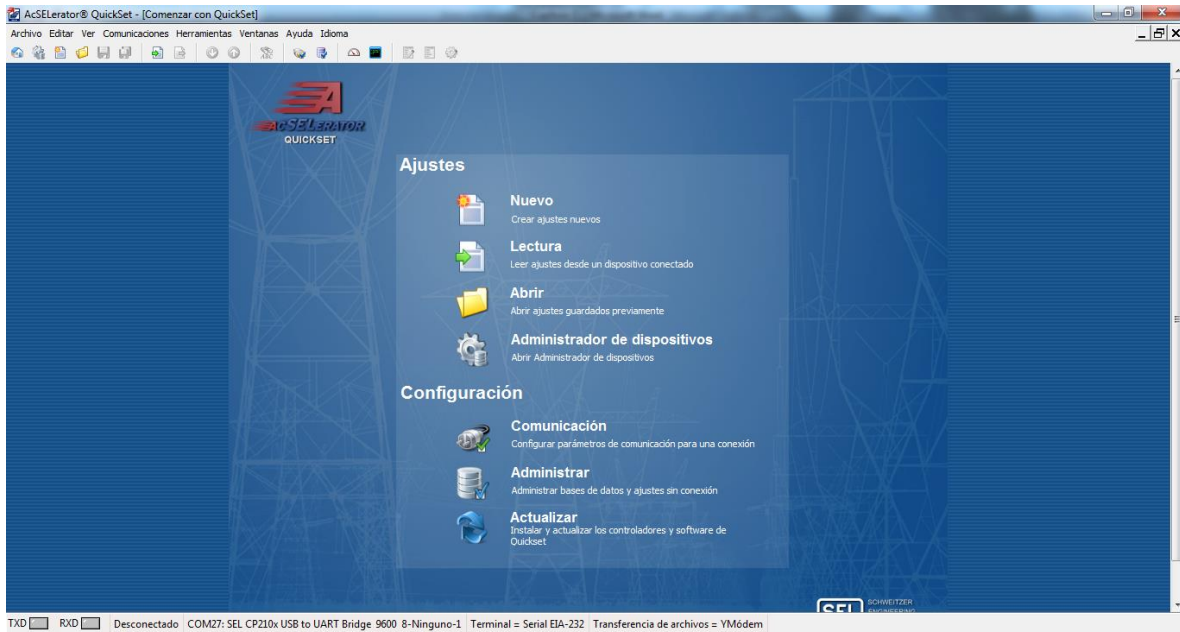 AcSELerator® QuickSet - [Comenzar con QuickSet]
Archivo Editar Ver Comunicaciones Herramientas Ventanas Ayuda Idioma
ACSELERATOR
QUICKSET
Ajustes
Nuevo
Crear ajustes nuevos
Lectura
Leer ajustes desde un dispositivo conectado
Abrir
Abrir ajustes guardados previamente
Administrador de dispositivos
Abrir Administrador de dispositivos
Configuración
Comunicación
Configurar parámetros de comunicación para una conexión
Administrar
Administrar bases de datos y ajustes sin conexión
Actualizar
Instalar y actualizar los controladores y software de
Quickset
SEL SCHWEITZER
ENGINEERING
TXD RXD Desconectado COM27: SEL CP210x USB to UART Bridge 9600 8-Ninguno-1 Terminal = Serial EIA-232 Transferencia de archivos = YMódem